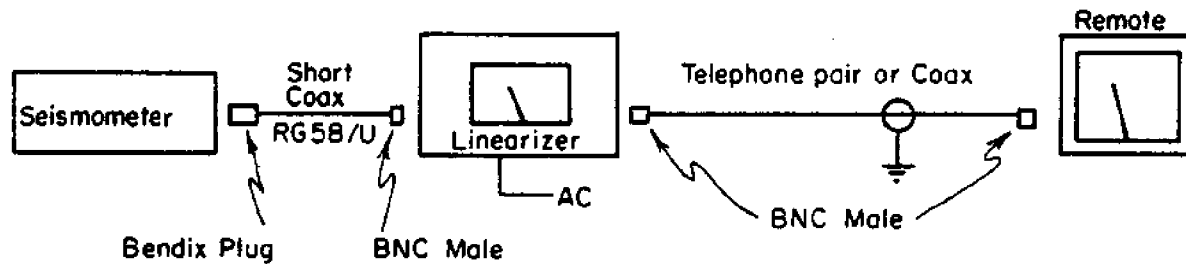 Remote
Telephone pair or Coax
Short
Coax
Seismometer
RG58/U
Linearizer
AC
Bendix Plug
BNC Male
BNC Male